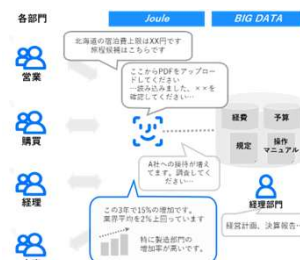 各部門
Joule
BIG DATA
北海道の宿泊費上限はXX円です
旅程候補はこちらです
営業
ここからPDFをアップロー
ドしてください
…読み込みました。××を
確認してください…
購買
経費
予算
規定
操作
マニュアル
A社への接待が増え
てます。調査してく
ださい…
経理
経理部門
この3年で15%の増加です。
業界平均を2%上回っています
特に製造部門の
増加率が高いです。
経営計画、決算報告…